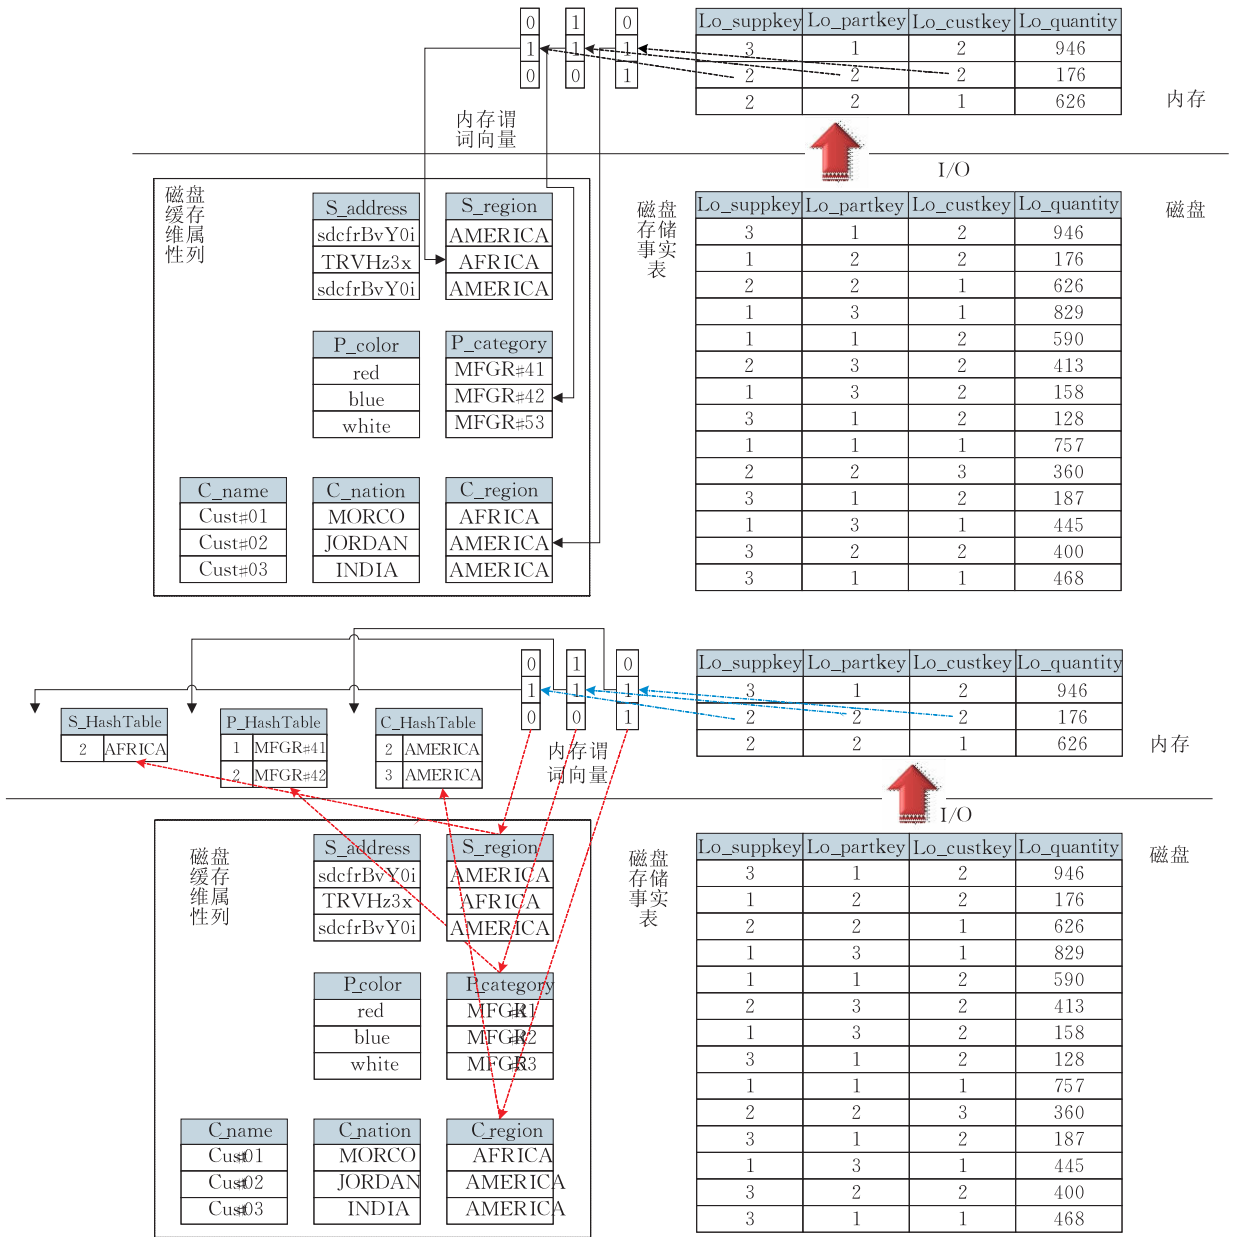 0 1 0
1 1 1
0 0 1
Lo_suppkey Lo_partkey Lo_custkey Lo_quantity
3 1 2 946
2 2 2 176
2 2 1 626
内存
内存谓
词向量
I/O
磁盘
缓存
维属
性列
S_address
sdcfrBvY0i
TRVHz3x
sdcfrBvY0i
S_region
AMERICA
AFRICA
AMERICA
P_color
red
blue
white
P_category
MFGR#41
MFGR#42
MFGR#53
C_name
Cust#01
Cust#02
Cust#03
C_nation
MORCO
JORDAN
INDIA
C_region
AFRICA
AMERICA
AMERICA
磁盘
存储
事实
表
Lo_suppkey Lo_partkey Lo_custkey Lo_quantity
3 1 2 946
1 2 2 176
2 2 1 626
1 3 1 829
1 1 2 590
2 3 2 413
1 3 2 158
3 1 2 128
1 1 1 757
2 2 3 360
3 1 2 187
1 3 1 445
3 2 2 400
3 1 1 468
磁盘
0 1 0
1 1 1
0 0 1
Lo_suppkey Lo_partkey Lo_custkey Lo_quantity
3 1 2 946
2 2 2 176
2 2 1 626
内存
S_HashTable
2 AFRICA
P_HashTable
1 MFGR#41
2 MFGR#42
C_HashTable
2 AMERICA
3 AMERICA
内存谓
词向量
I/O
磁盘
缓存
维属
性列
S_address
sdcfrBvY0i
TRVHz3x
sdcfrBvY0i
S_region
AMERICA
AFRICA
AMERICA
P_color
red
blue
white
P_category
C_name
C_nation
MORCO
JORDAN
INDIA
C_region
AFRICA
AMERICA
AMERICA
磁盘
存储
事实
表
Lo_suppkey Lo_partkey Lo_custkey Lo_quantity
3 1 2 946
1 2 2 176
2 2 1 626
1 3 1 829
1 1 2 590
2 3 2 413
1 3 2 158
3 1 2 128
1 1 1 757
2 2 3 360
3 1 2 187
1 3 1 445
3 2 2 400
3 1 1 468
磁盘